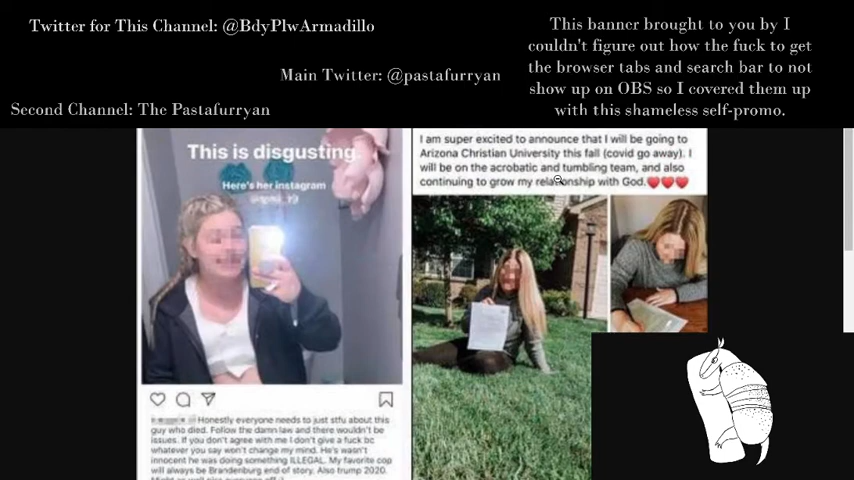 Twitter for This Channel: @BdyPlwArmadillo
Main Twitter: @pastafurryan
Second Channel: The Pastafurryan
This banner brought to you by I
couldn't figure out how the fuck to get
the browser tabs and search bar to not
show up on OBS so I covered them up
with this shameless self-promo.
This is disgusting.
Here's her instagram
Honestly everyone needs to just stfu about this
guy who died. Follow the damn law and there wouldn't be
issues. If you don't agree with me I don't give a fuck bc
whatever you say won't change my mind. He's wasn't
innocent he was doing something ILLEGAL. My favorite cop
will always be Brandenburg end of story. Also trump 2020.
I am super excited to announce that I will be going to
Arizona Christian University this fall (covid go away). I
will be on the acrobatic and tumbling team, and also
continuing to grow my relationship with God.❤️❤️❤️